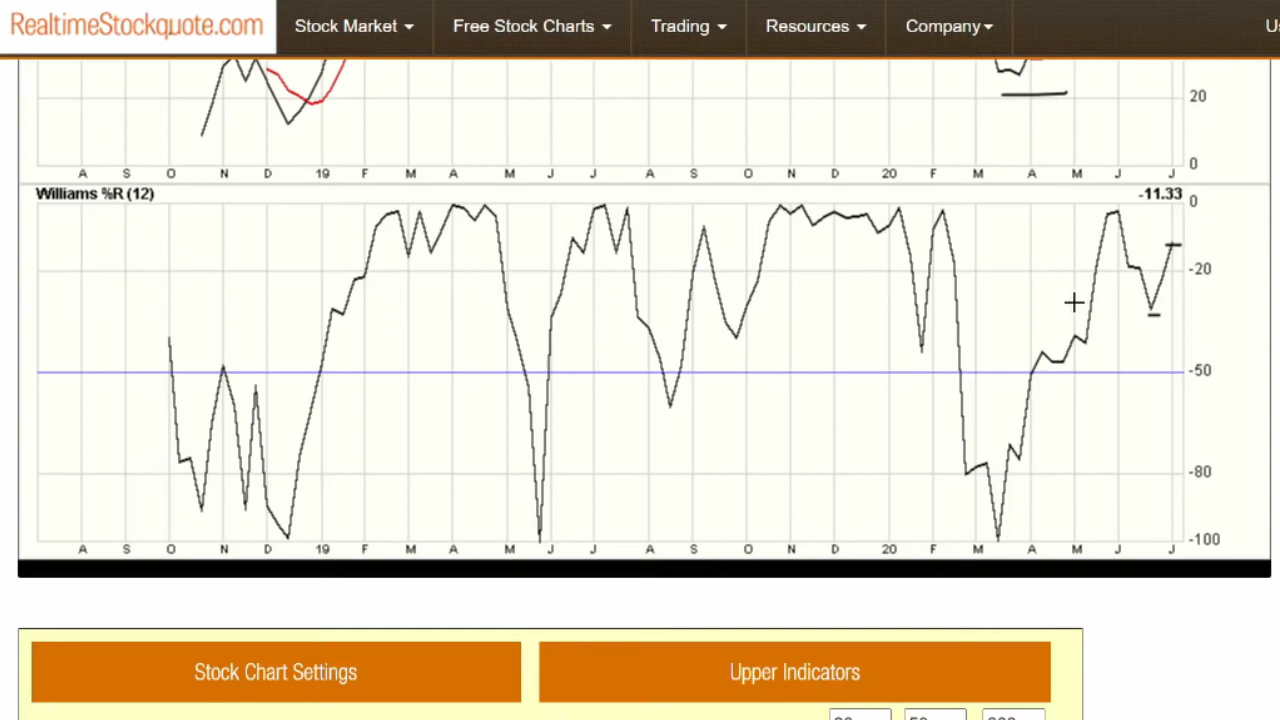 RealtimeStockquote.com Stock Market Free Stock Charts Trading Resources Company
20
0
A S O N D 19 F M A M J J A S O N D 20 F M A M J J
Williams %R (12) -11.33 0
-20
-50
-80
A S O N D 19 F M A M J J A S O N D 20 F M A M J J -100
Stock Chart Settings Upper Indicators